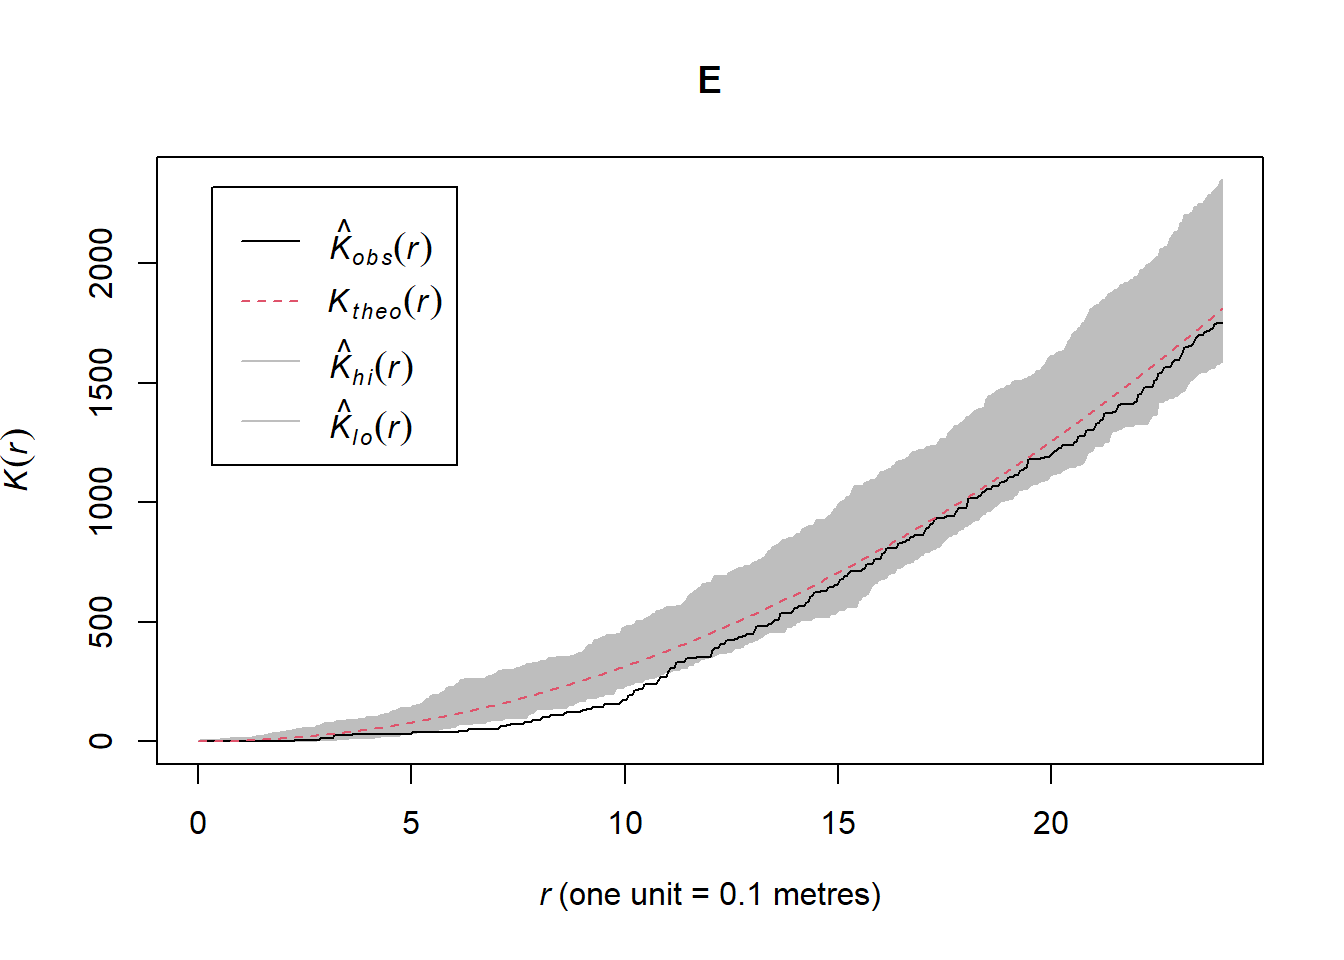 E
K̂obs(r)
Ktheo(r)
K̂hi(r)
K̂lo(r)
K(r)
2000
1500
1000
500
0
0 5 10 15 20
r (one unit = 0.1 metres)